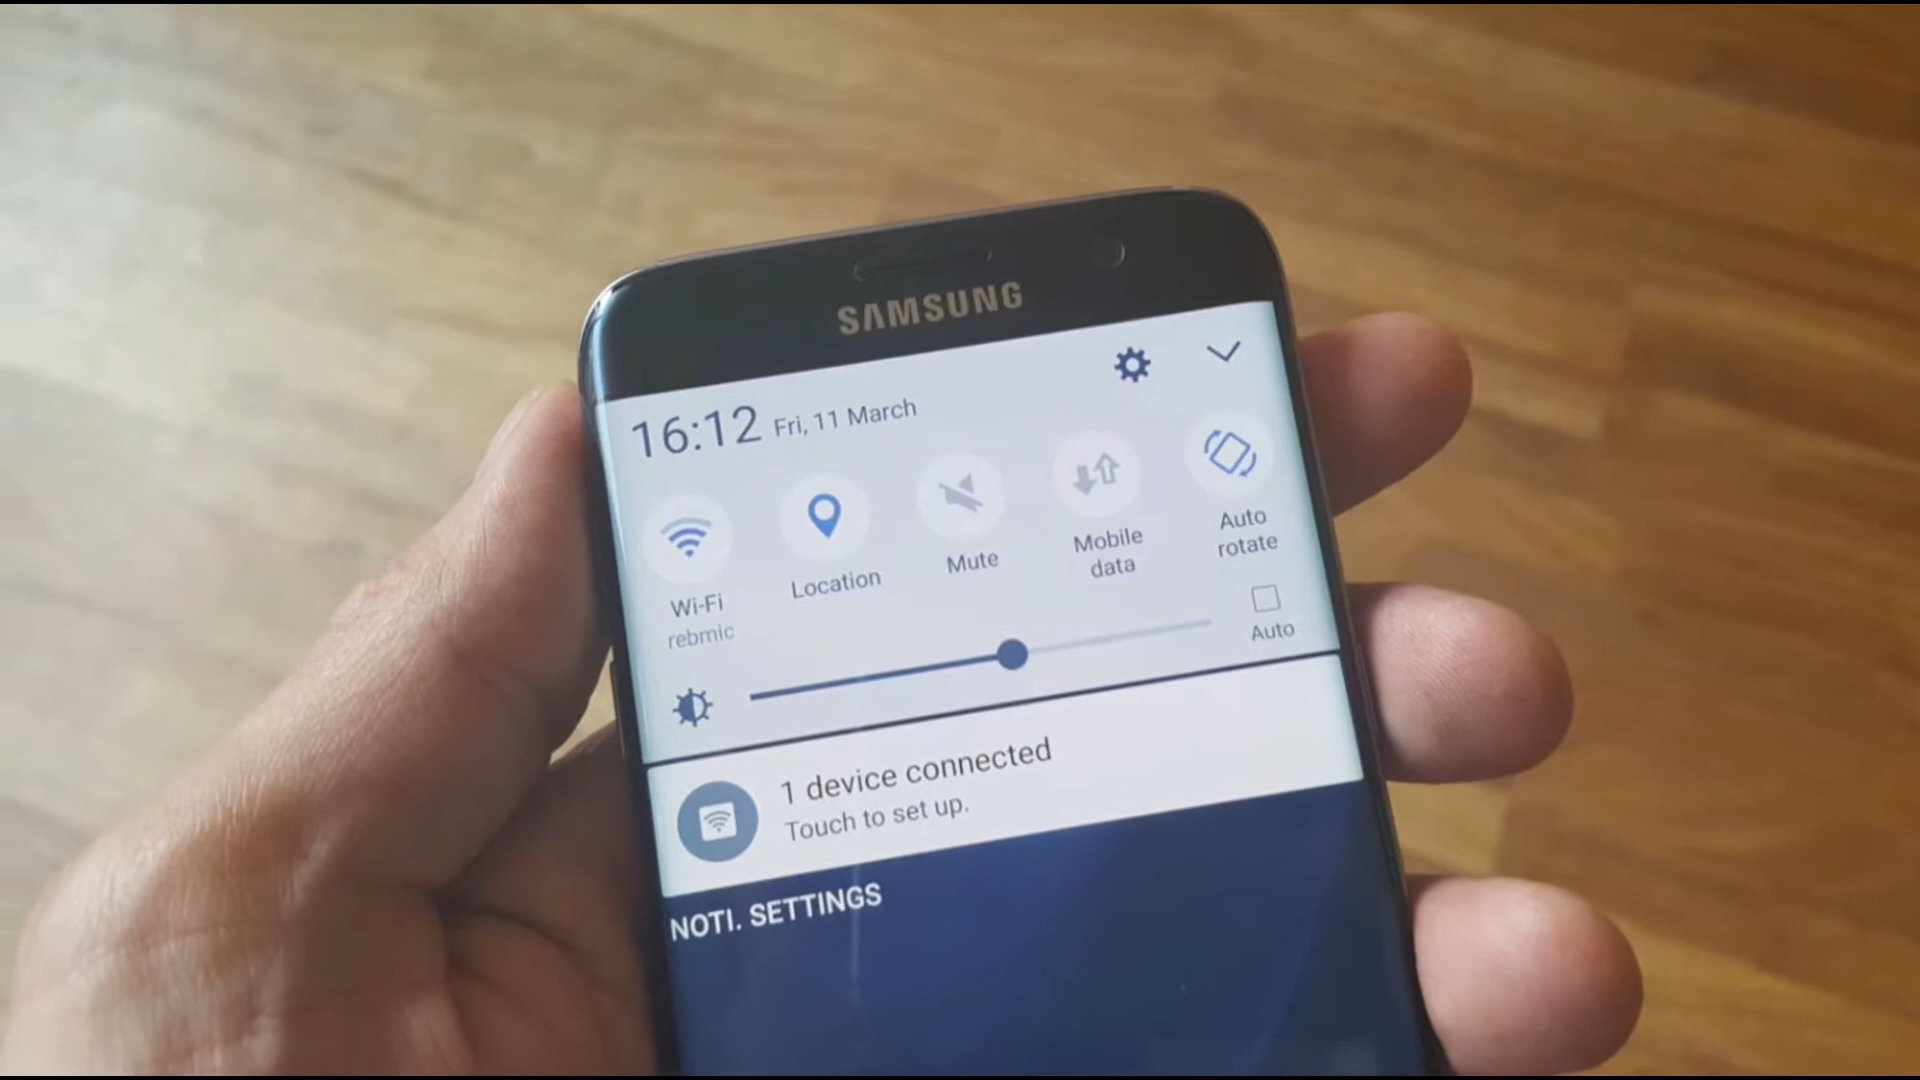 SAMSUNG
16:12 Fri, 11 March
Wi-Fi
rebmic
Location
Mute
Mobile
data
Auto
rotate
Auto
1 device connected
Touch to set up.
NOTI. SETTINGS